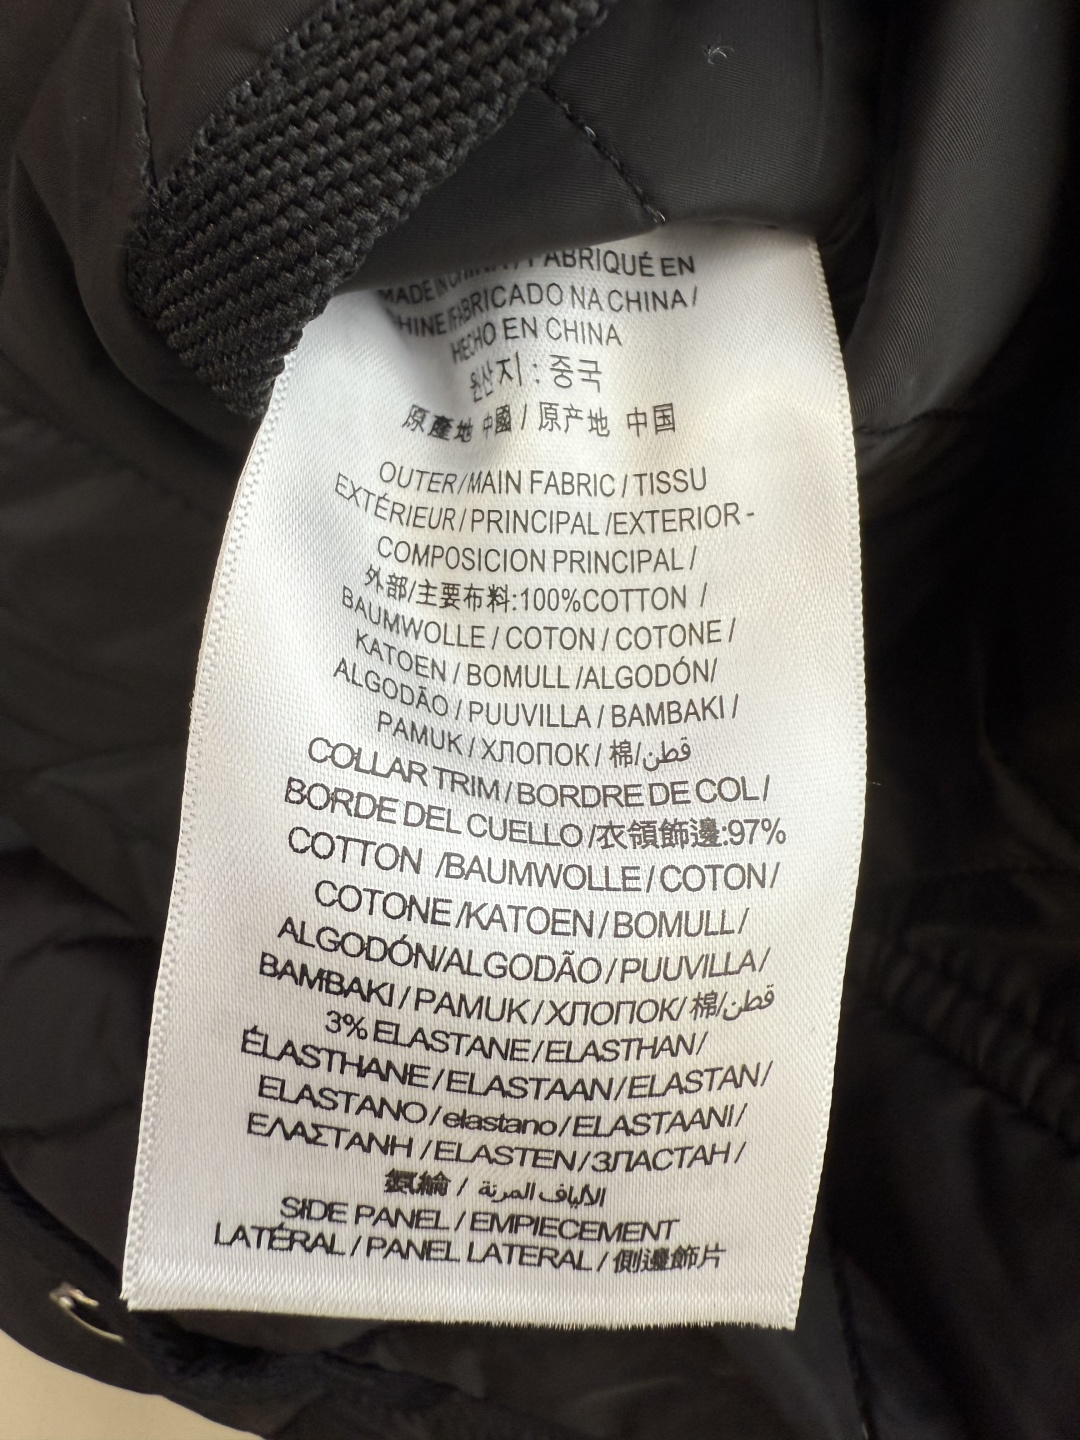 MADE IN CHINA / FABRIQUÉ EN
CHINE / FABRICADO NA CHINA /
HECHO EN CHINA
원산지 : 중국
原產地 中國 / 原产地 中国
OUTER / MAIN FABRIC / TISSU
EXTÉRIEUR / PRINCIPAL /EXTERIOR -
COMPOSICION PRINCIPAL /
外部/主要布料:100%COTTON /
BAUMWOLLE / COTON / COTONE /
KATOEN / BOMULL /ALGODÓN/
ALGODÃO / PUUVILLA / BAMBAKI /
PAMUK / ХЛОПОК / 棉/قطن
COLLAR TRIM / BORDRE DE COL /
BORDE DEL CUELLO /衣領飾邊:97%
COTTON /BAUMWOLLE / COTON /
COTONE /KATOEN / BOMULL /
ALGODÓN/ALGODÃO / PUUVILLA /
BAMBAKI / PAMUK / ХЛОПОК/ 棉/قطن
3% ELASTANE / ELASTHAN /
ÉLASTHANE / ELASTAAN / ELASTAN /
ELASTANO / elastano / ELASTAANI /
ΕΛΑΣΤΑΝΗ / ELASTEN / ЗЛАСТАН /
氨綸 / الالياف المرنة
SIDE PANEL / EMPIECEMENT
LATÉRAL / PANEL LATERAL / 側邊飾片